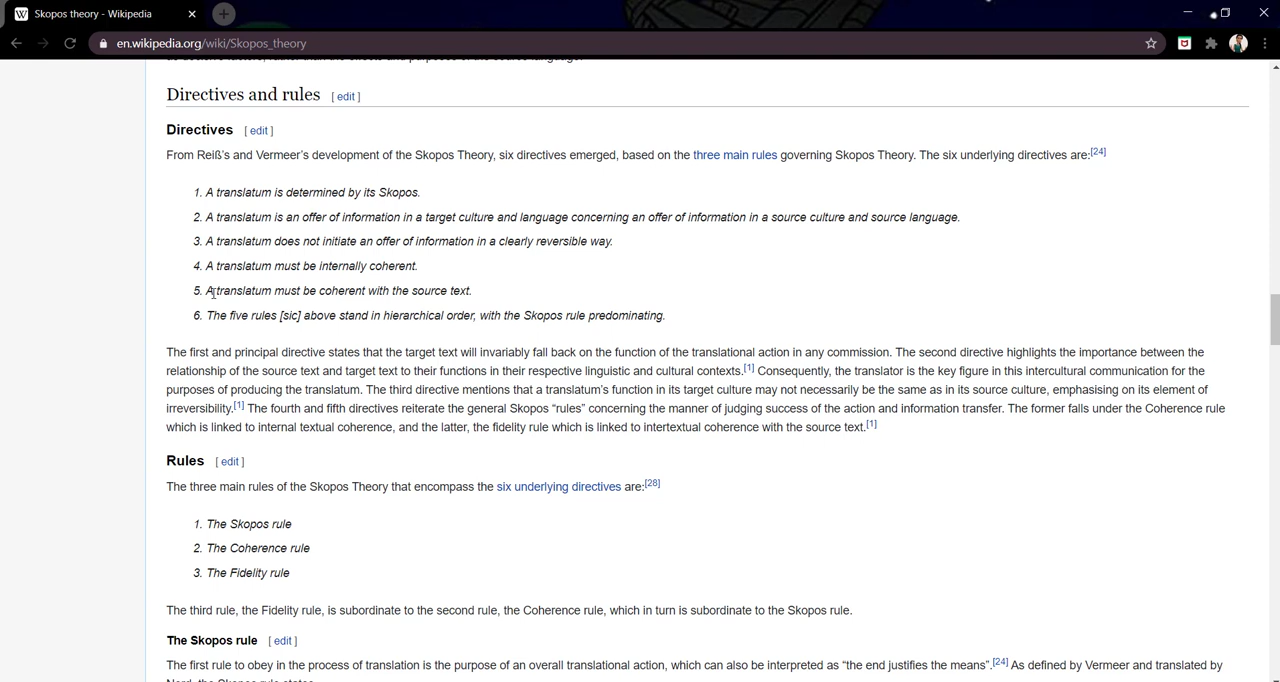 Skopos theory - Wikipedia
en.wikipedia.org/wiki/Skopos_theory
Directives and rules [ edit ]
Directives [ edit ]
From Reiß's and Vermeer's development of the Skopos Theory, six directives emerged, based on the three main rules governing Skopos Theory. The six underlying directives are:[24]
1. A translatum is determined by its Skopos.
2. A translatum is an offer of information in a target culture and language concerning an offer of information in a source culture and source language.
3. A translatum does not initiate an offer of information in a clearly reversible way.
4. A translatum must be internally coherent.
5. A translatum must be coherent with the source text.
6. The five rules [sic] above stand in hierarchical order, with the Skopos rule predominating.
The first and principal directive states that the target text will invariably fall back on the function of the translational action in any commission. The second directive highlights the importance between the
relationship of the source text and target text to their functions in their respective linguistic and cultural contexts.[1] Consequently, the translator is the key figure in this intercultural communication for the
purposes of producing the translatum. The third directive mentions that a translatum's function in its target culture may not necessarily be the same as in its source culture, emphasising on its element of
irreversibility.[1] The fourth and fifth directives reiterate the general Skopos “rules” concerning the manner of judging success of the action and information transfer. The former falls under the Coherence rule
which is linked to internal textual coherence, and the latter, the fidelity rule which is linked to intertextual coherence with the source text.[1]
Rules [ edit ]
The three main rules of the Skopos Theory that encompass the six underlying directives are:[28]
1. The Skopos rule
2. The Coherence rule
3. The Fidelity rule
The third rule, the Fidelity rule, is subordinate to the second rule, the Coherence rule, which in turn is subordinate to the Skopos rule.
The Skopos rule [ edit ]
The first rule to obey in the process of translation is the purpose of an overall translational action, which can also be interpreted as “the end justifies the means”.[24] As defined by Vermeer and translated by